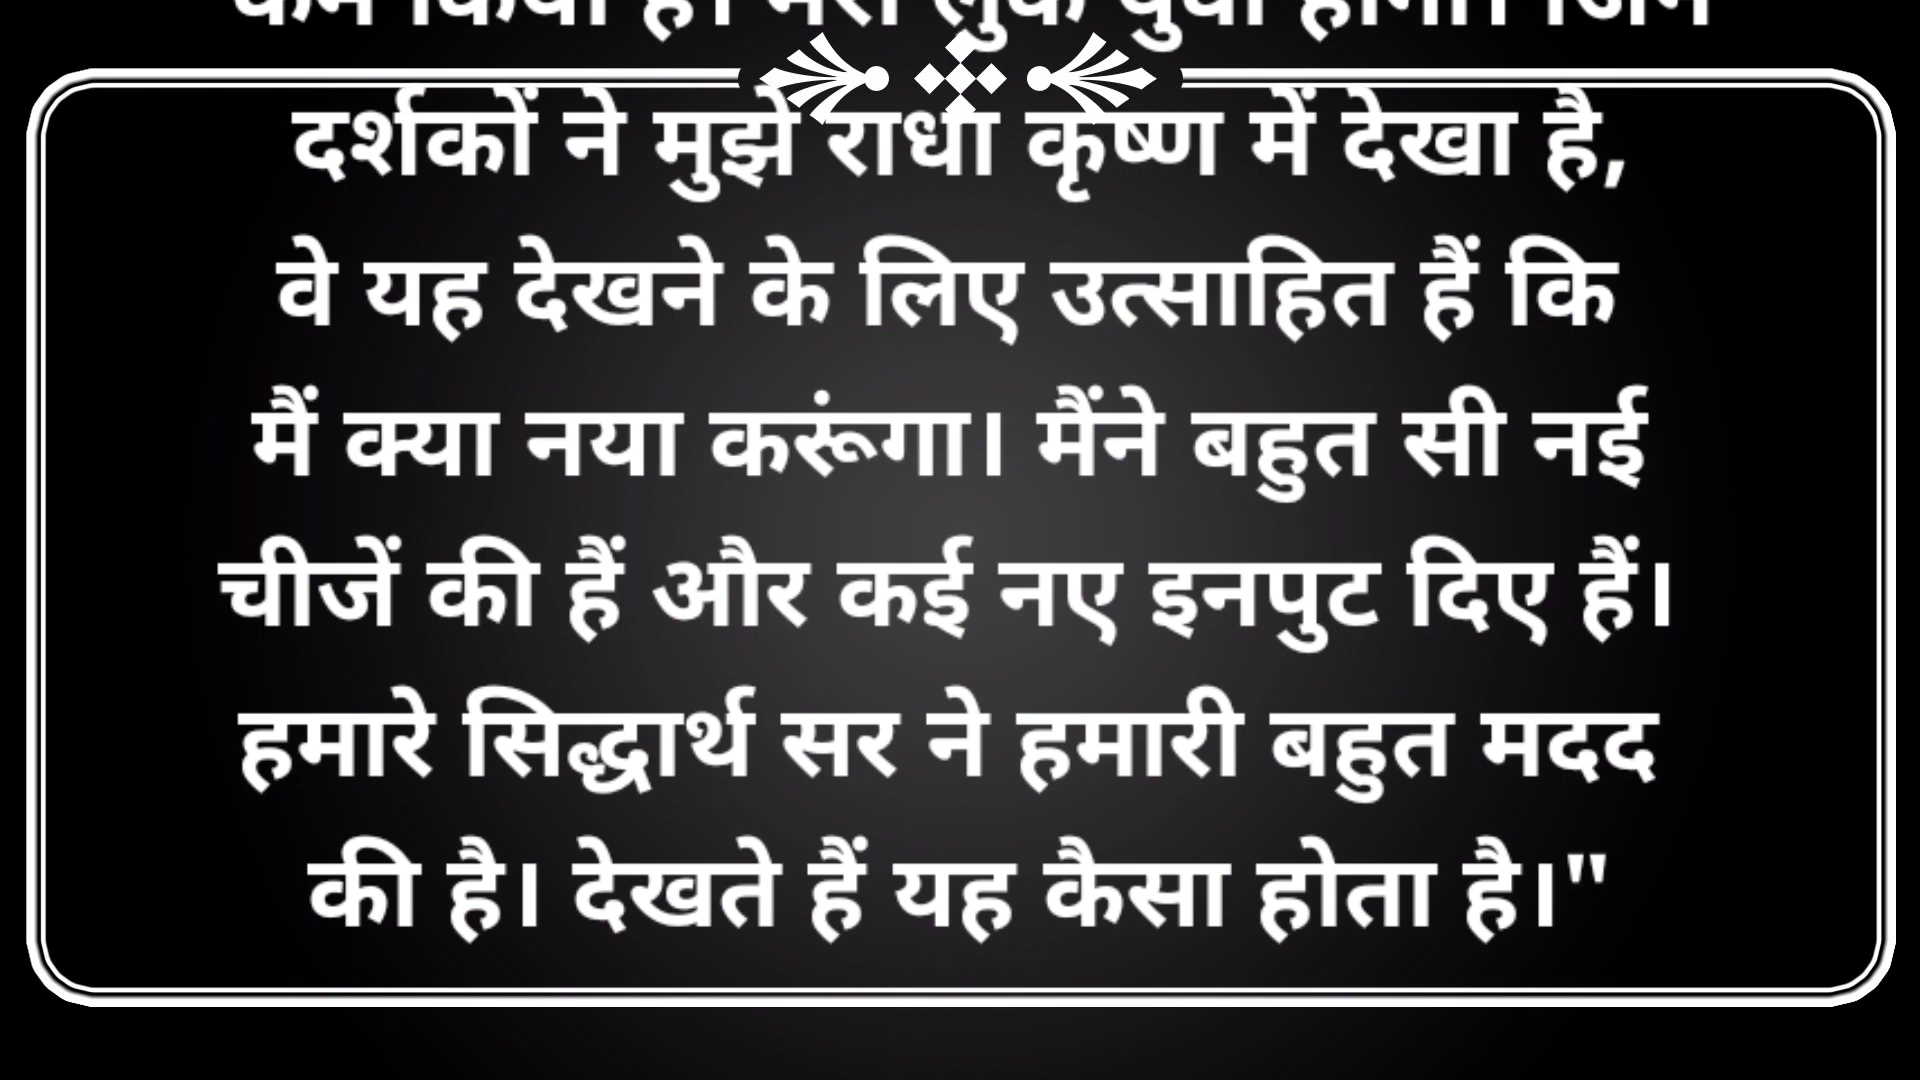 कम किया है। मेरा लुक युवा होगा। जिन
दर्शकों ने मुझे राधा कृष्ण में देखा है,
वे यह देखने के लिए उत्साहित हैं कि
मैं क्या नया करूंगा। मैंने बहुत सी नई
चीजें की हैं और कई नए इनपुट दिए हैं।
हमारे सिद्धार्थ सर ने हमारी बहुत मदद
की है। देखते हैं यह कैसा होता है।"